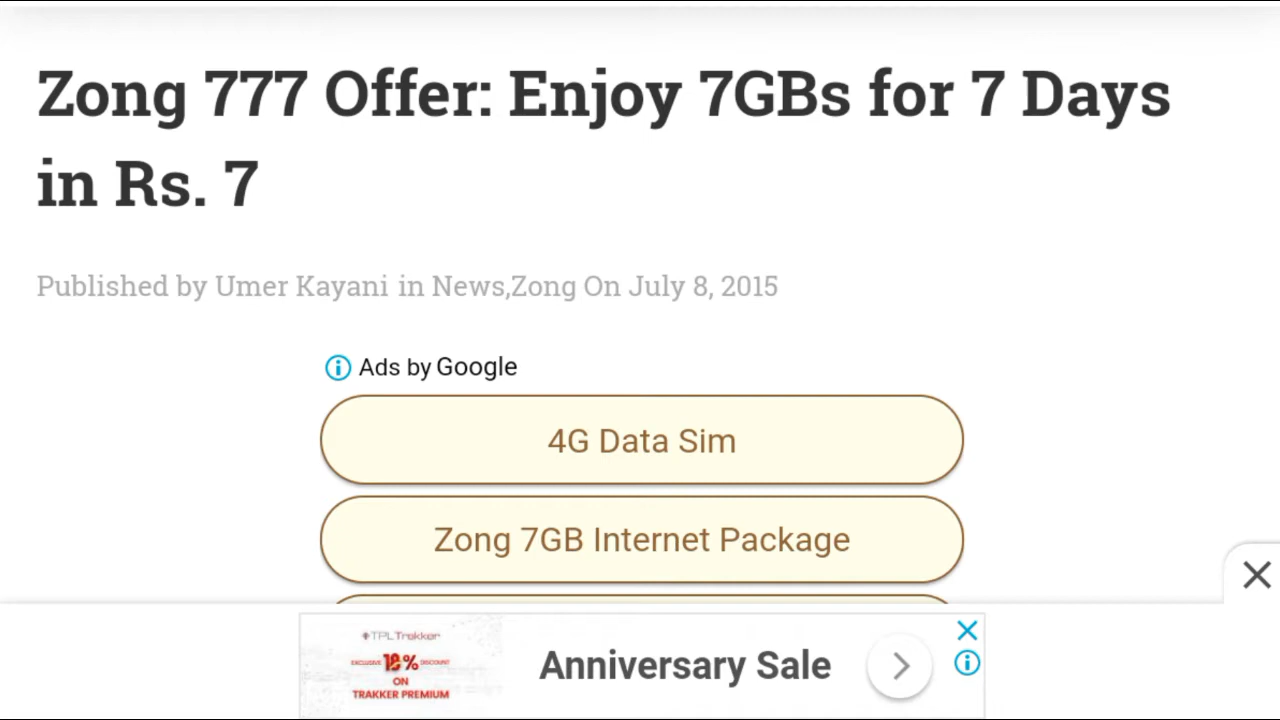 Zong 777 Offer: Enjoy 7GBs for 7 Days
in Rs. 7
Published by Umer Kayani in News,Zong On July 8, 2015
Ads by Google
4G Data Sim
Zong 7GB Internet Package
TPL Trakker
EXCLUSIVE 18% DISCOUNT
ON
TRAKKER PREMIUM
Anniversary Sale